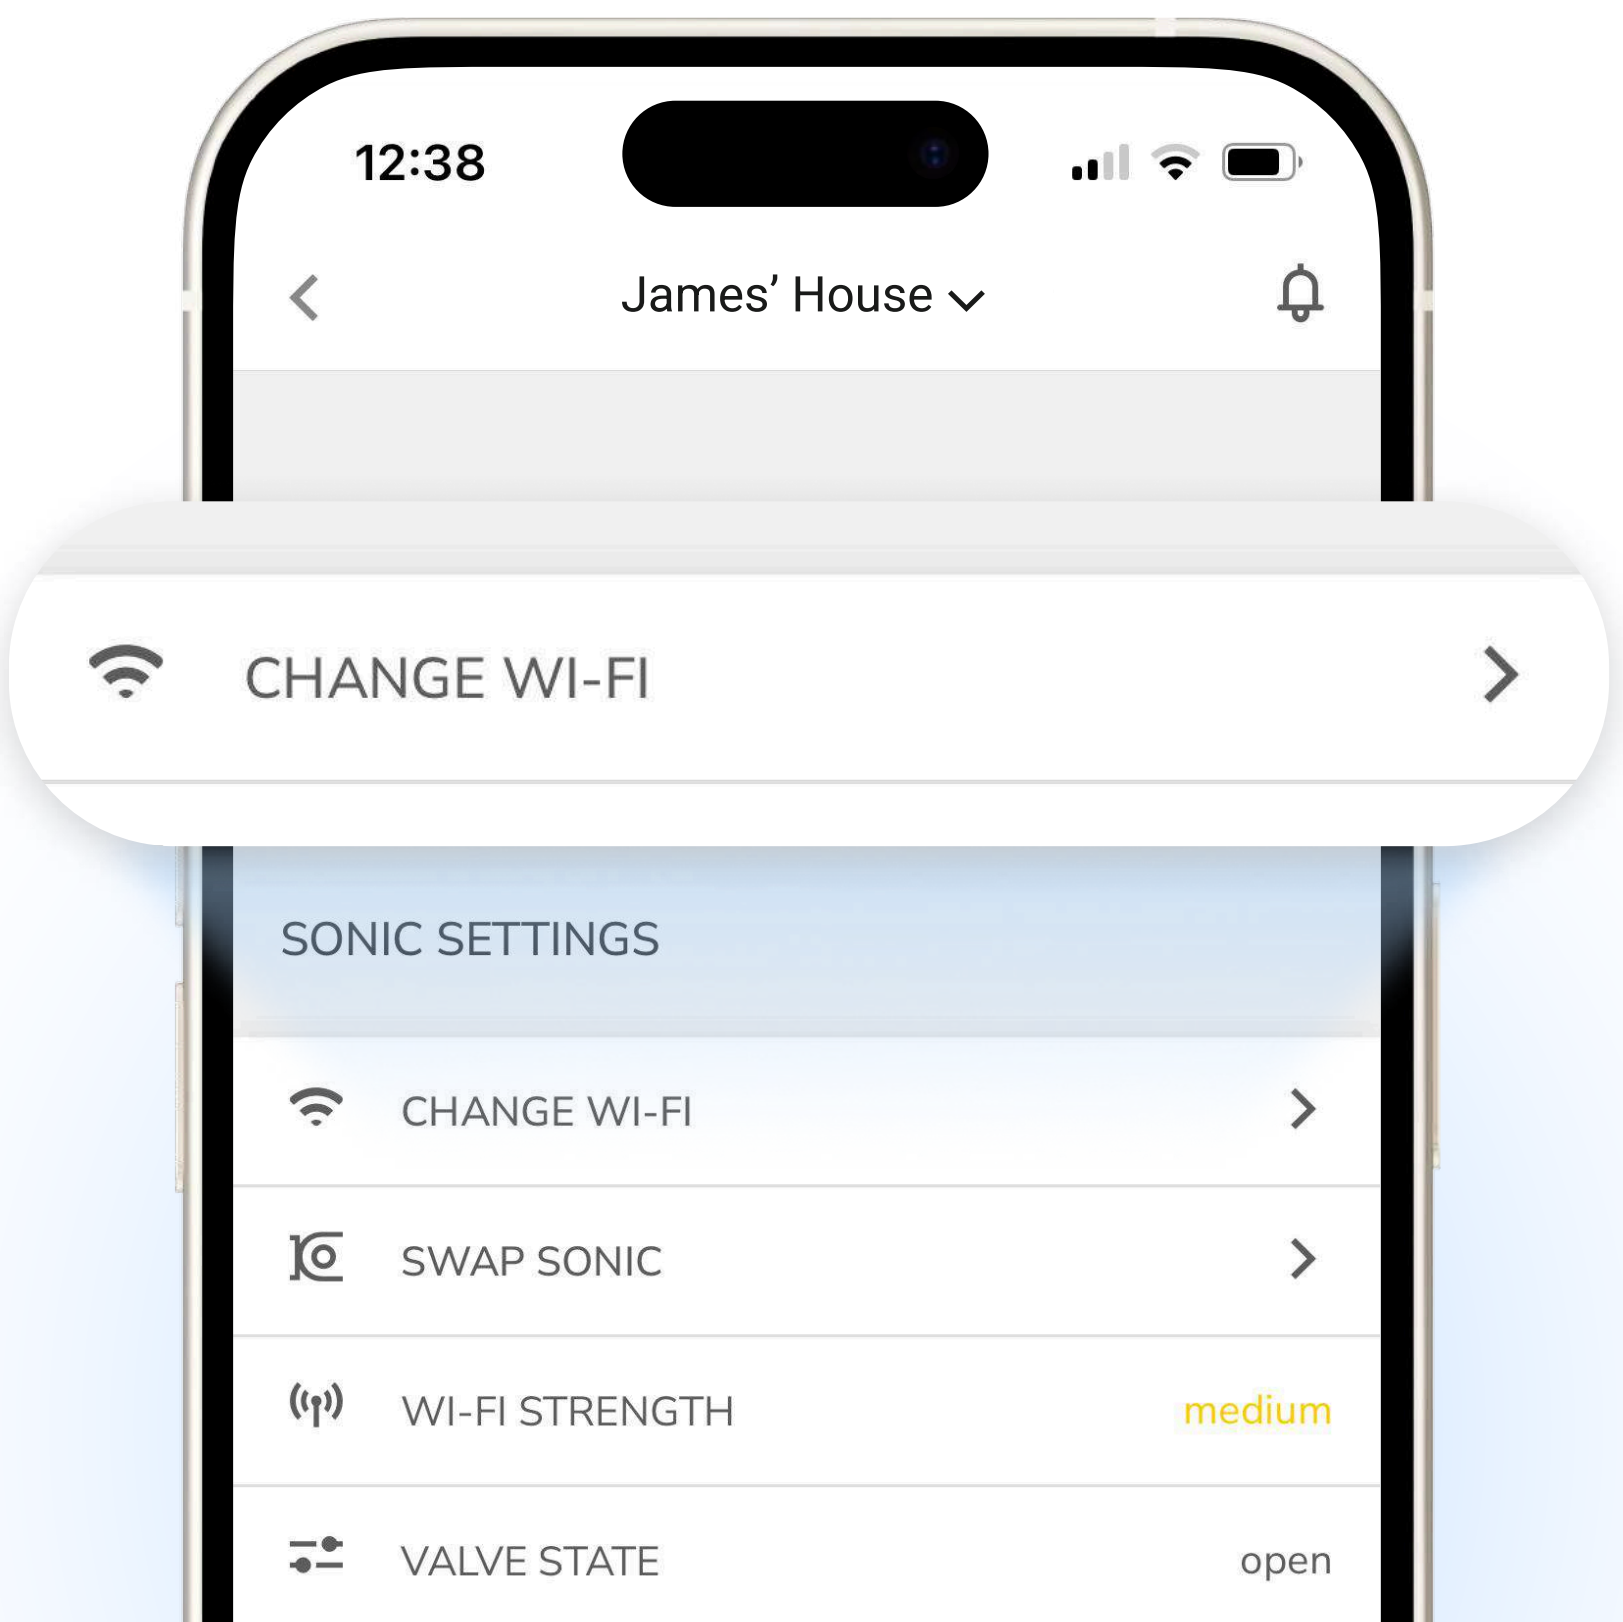 12:38
James’ House
CHANGE WI-FI
SONIC SETTINGS
CHANGE WI-FI
SWAP SONIC
WI-FI STRENGTH medium
VALVE STATE open